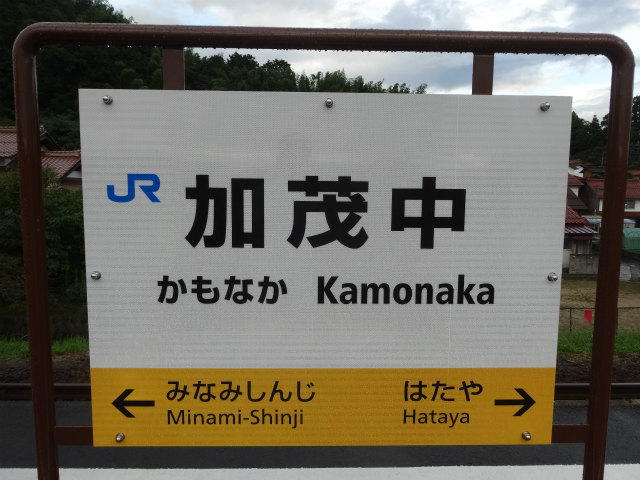 JR 加茂中
かもなか Kamonaka
みなみしんじ はたや
Minami-Shinji Hataya